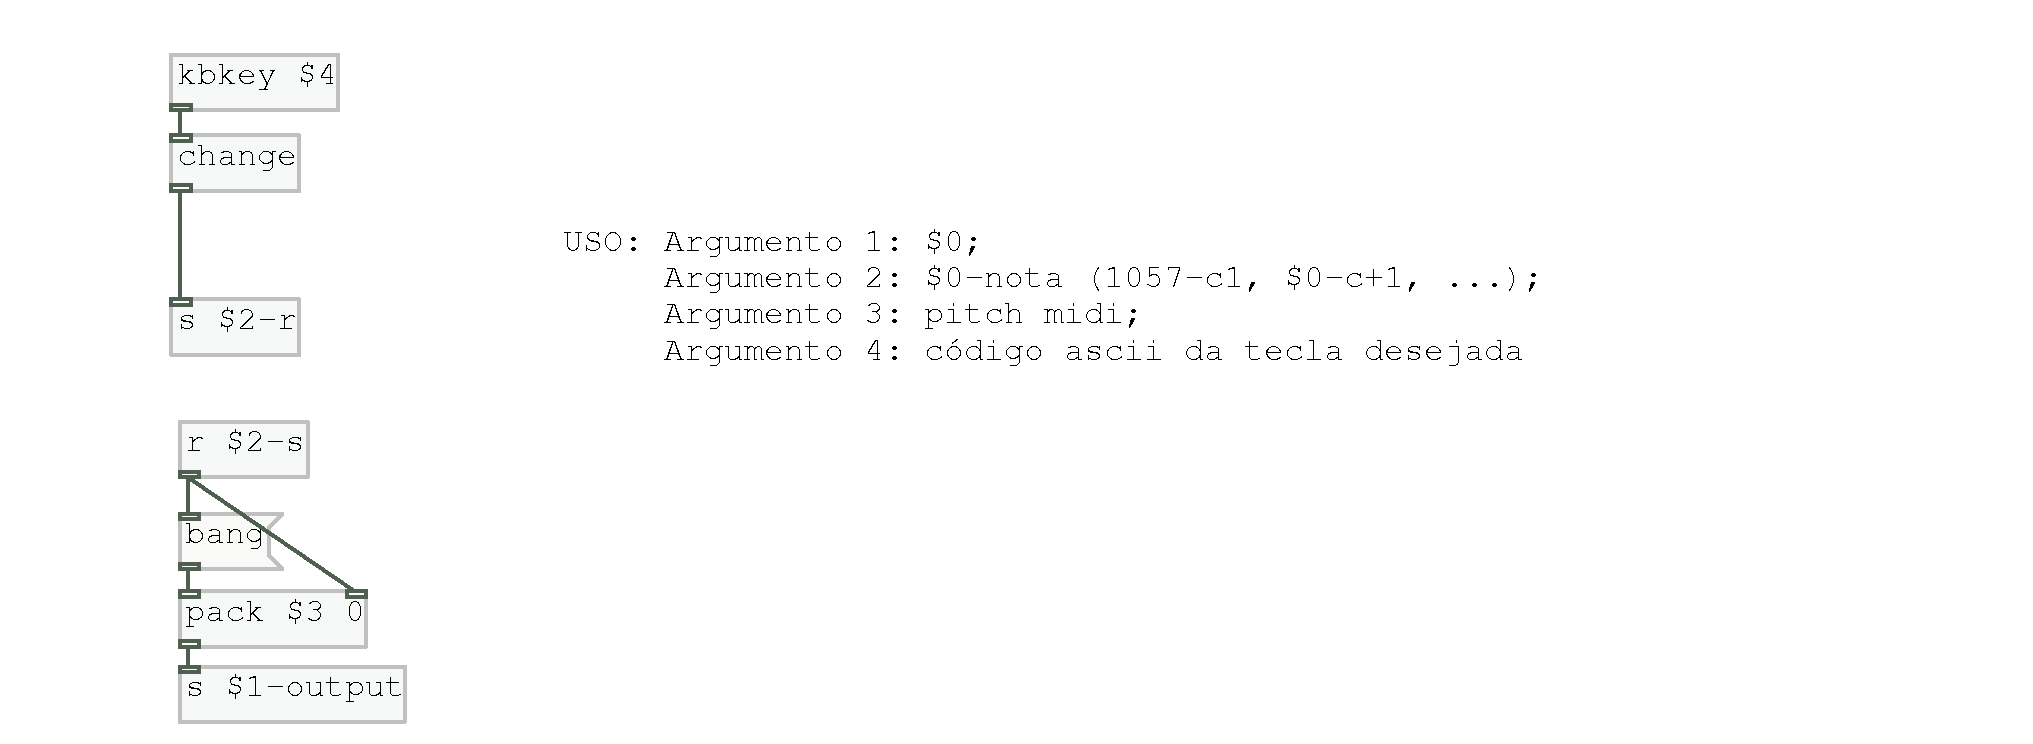 kbkey $4
change
s $2-r
USO: Argumento 1: $0;
Argumento 2: $0-nota (1057-c1, $0-c+1, ...);
Argumento 3: pitch midi;
Argumento 4: código ascii da tecla desejada
r $2-s
bang
pack $3 0
s $1-output